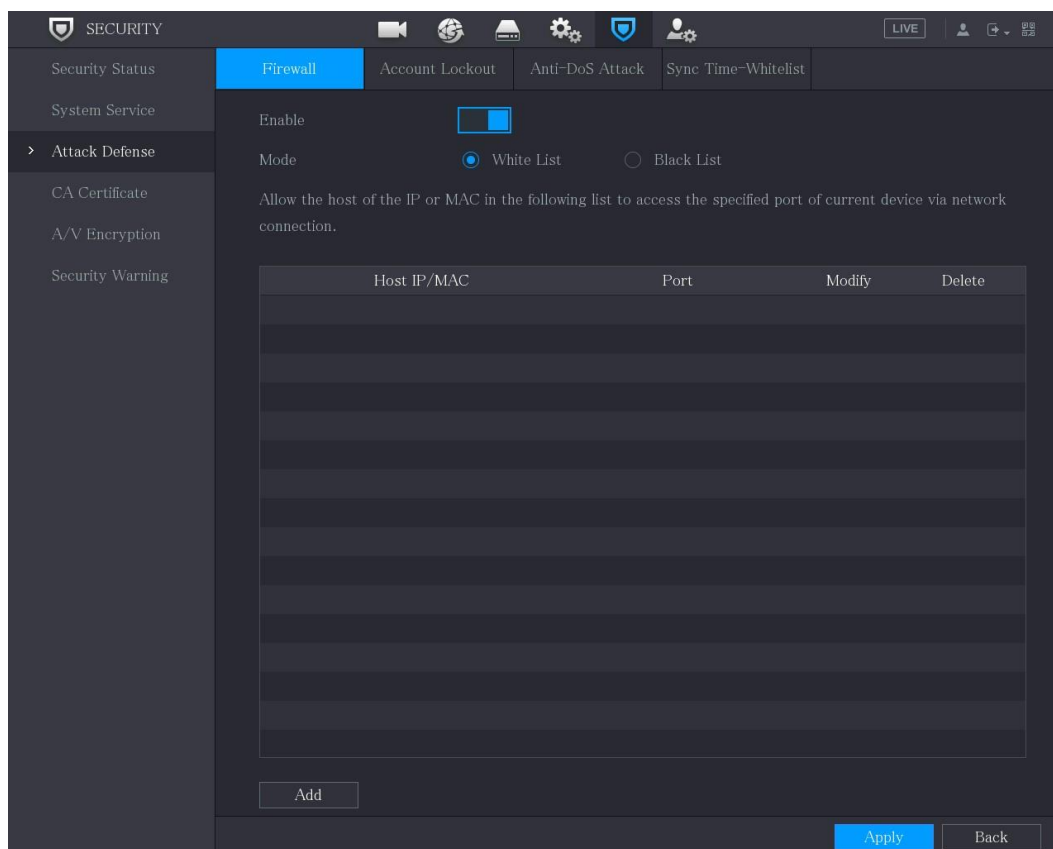 SECURITY
LIVE
Security Status
System Service
Attack Defense
CA Certificate
A/V Encryption
Security Warning
Firewall Account Lockout Anti-DoS Attack Sync Time-Whitelist
Enable
Mode White List Black List
Allow the host of the IP or MAC in the following list to access the specified port of current device via network
connection.
Host IP/MAC Port Modify Delete
Add
Apply Back